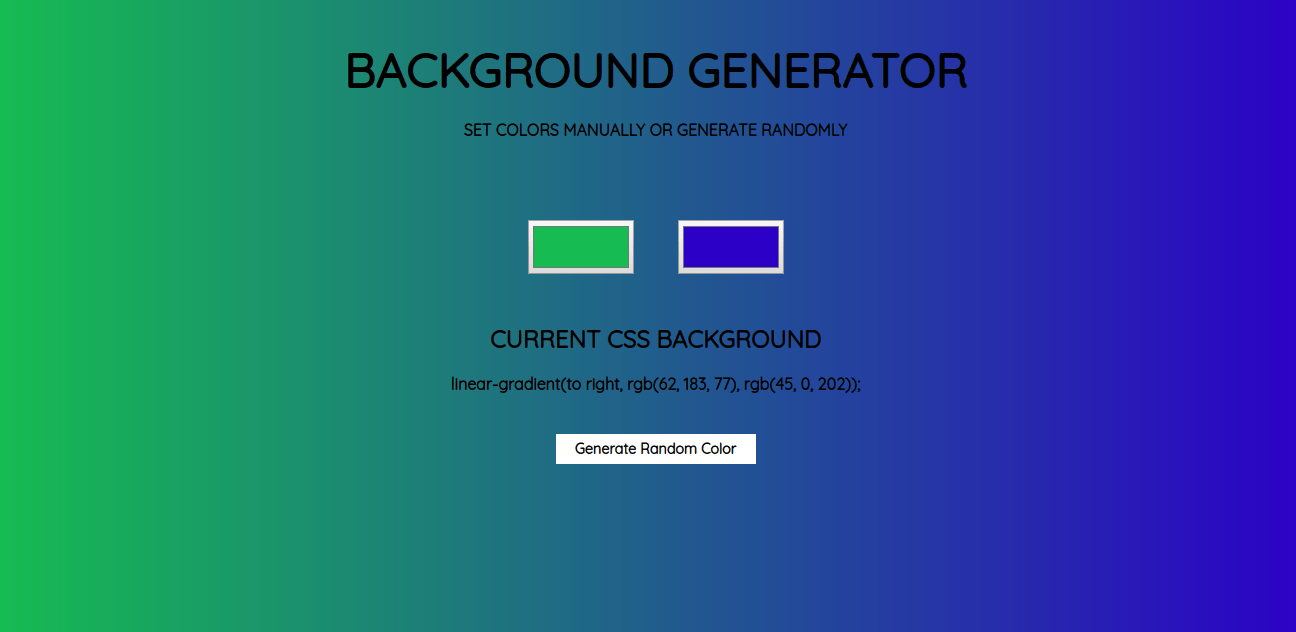 BACKGROUND GENERATOR
SET COLORS MANUALLY OR GENERATE RANDOMLY
CURRENT CSS BACKGROUND
linear-gradient(to right, rgb(62, 183, 77), rgb(45, 0, 202));
Generate Random Color